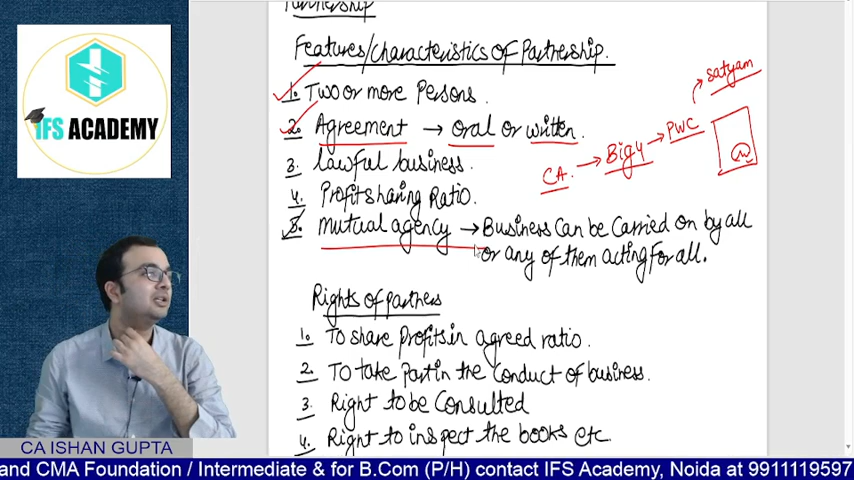 Partnership
Features/characteristics of Partnership.
1. Two or more Persons.
2. Agreement → oral or written.
3. lawful business.
4. Profit sharing Ratio.
5. mutual agency → Business Can be Carried on by all
or any of them acting for all.
CA → Big 4 → PWC → satyam
Rights of partners
1. To share Profits in agreed ratio.
2. To take Part in the Conduct of business.
3. Right to be Consulted
4. Right to inspect the books etc.
IFS ACADEMY
CA ISHAN GUPTA
and CMA Foundation / Intermediate & for B.Com (P/H) contact IFS Academy, Noida at 9911119597